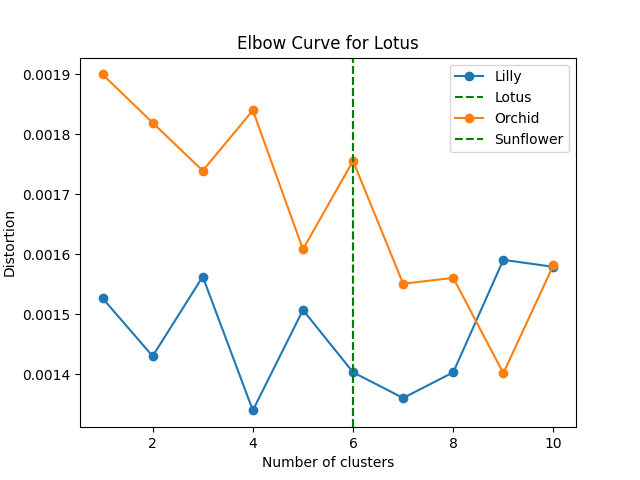 Elbow Curve for Lotus
Lilly
Lotus
Orchid
Sunflower
Distortion
0.0019
0.0018
0.0017
0.0016
0.0015
0.0014
2 4 6 8 10
Number of clusters